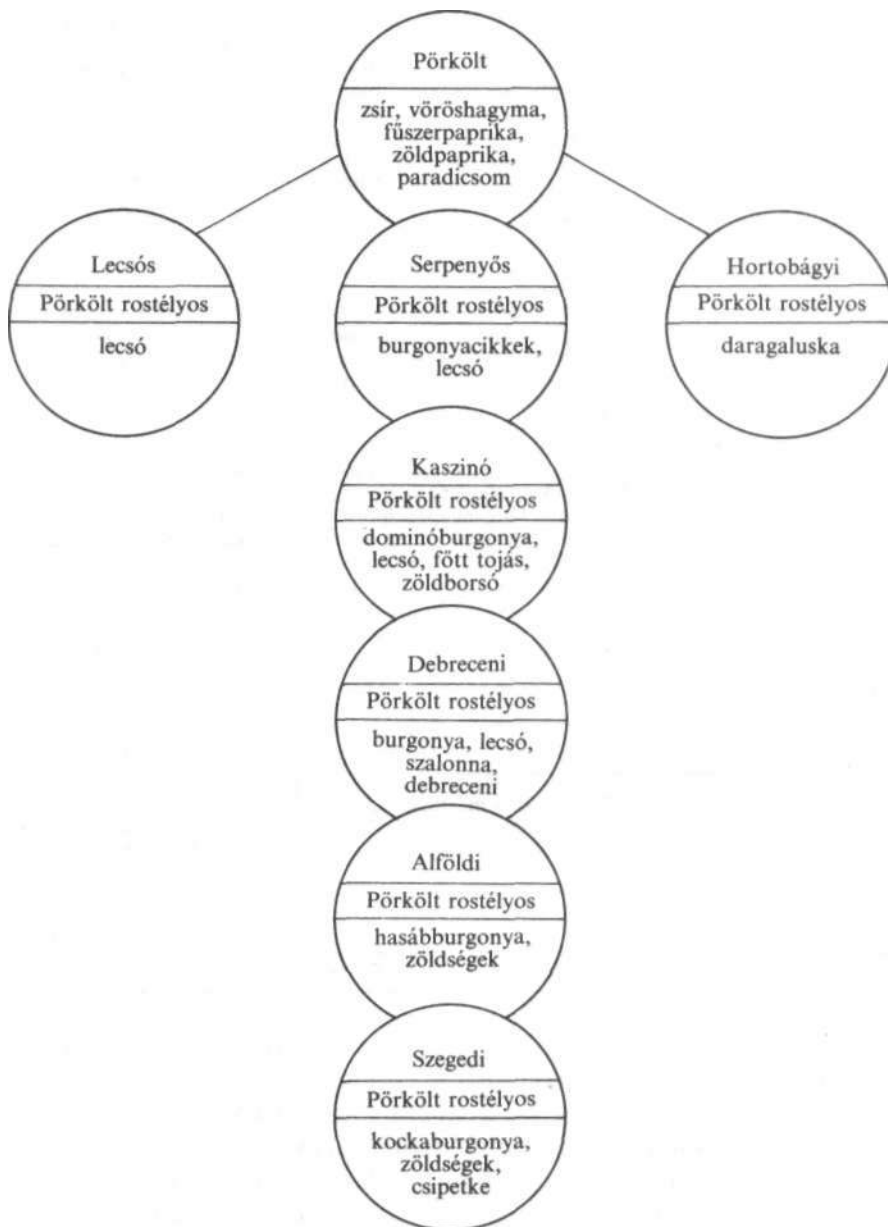 Pörkölt
zsír, vöröshagyma,
fűszerpaprika,
zöldpaprika,
paradicsom
Lecsós
Pörkölt rostélyos
lecsó
Serpenyős
Pörkölt rostélyos
burgonyacikkek,
lecsó
Hortobágyi
Pörkölt rostélyos
daragaluska
Kaszinó
Pörkölt rostélyos
dominóburgonya,
lecsó, főtt tojás,
zöldborsó
Debreceni
Pörkölt rostélyos
burgonya, lecsó,
szalonna,
debreceni
Alföldi
Pörkölt rostélyos
hasábburgonya,
zöldségek
Szegedi
Pörkölt rostélyos
kockaburgonya,
zöldségek,
csipetke